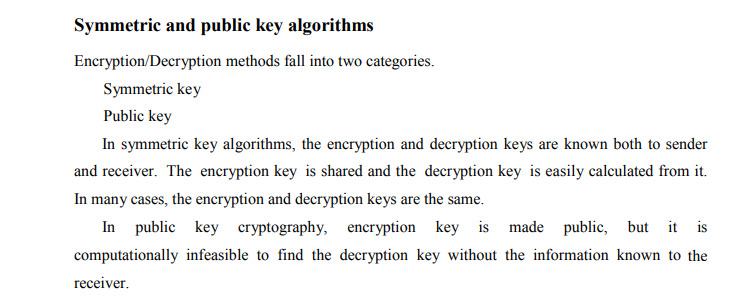 Symmetric and public key algorithms
Encryption/Decryption methods fall into two categories.
Symmetric key
Public key
In symmetric key algorithms, the encryption and decryption keys are known both to sender
and receiver. The encryption key is shared and the decryption key is easily calculated from it.
In many cases, the encryption and decryption keys are the same.
In public key cryptography, encryption key is made public, but it is
computationally infeasible to find the decryption key without the information known to the
receiver.